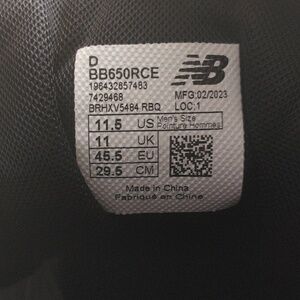 D
BB650RCE
196432857483
7429468 MFG:02/2023
BRHXV5484 RBQ LOC:1
11.5 US Men's Size
Pointure Hommes
11 UK
45.5 EU
29.5 CM
Made in China
Fabriqué en Chine